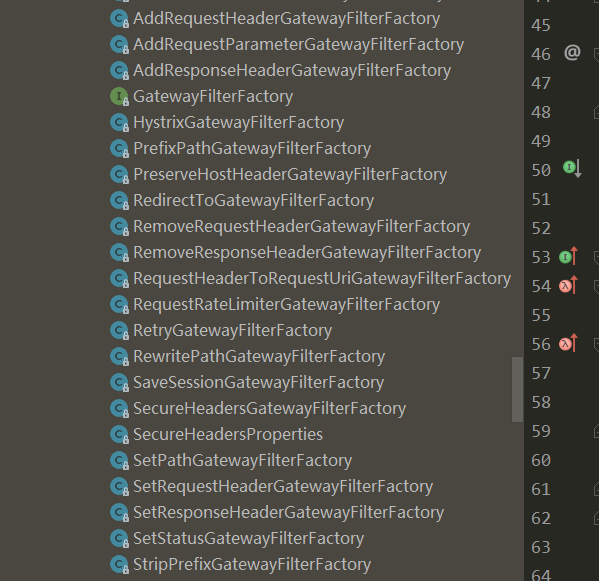 AddRequestHeaderGatewayFilterFactory
AddRequestParameterGatewayFilterFactory
AddResponseHeaderGatewayFilterFactory
GatewayFilterFactory
HystrixGatewayFilterFactory
PrefixPathGatewayFilterFactory
PreserveHostHeaderGatewayFilterFactory
RedirectToGatewayFilterFactory
RemoveRequestHeaderGatewayFilterFactory
RemoveResponseHeaderGatewayFilterFactory
RequestHeaderToRequestUriGatewayFilterFactory
RequestRateLimiterGatewayFilterFactory
RetryGatewayFilterFactory
RewritePathGatewayFilterFactory
SaveSessionGatewayFilterFactory
SecureHeadersGatewayFilterFactory
SecureHeadersProperties
SetPathGatewayFilterFactory
SetRequestHeaderGatewayFilterFactory
SetResponseHeaderGatewayFilterFactory
SetStatusGatewayFilterFactory
StripPrefixGatewayFilterFactory
45
46 @
47
48
49
50
51
52
53
54
55
56
57
58
59
60
61
62
63
64